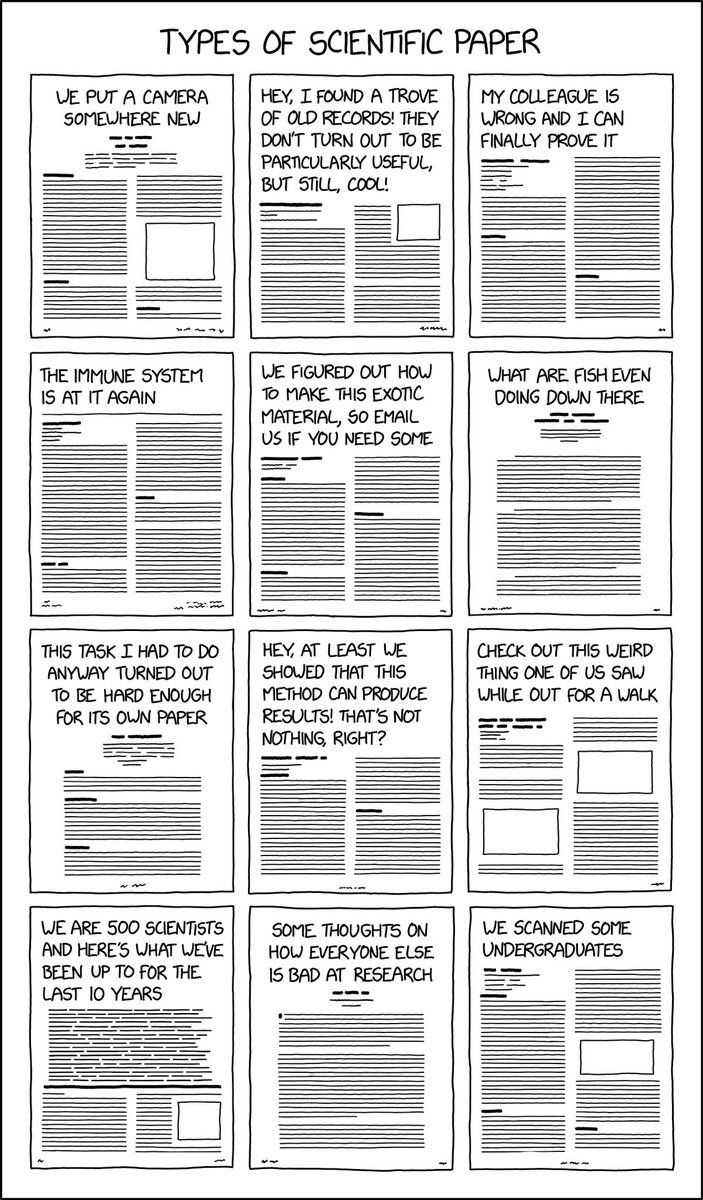 TYPES OF SCIENTIFIC PAPER
WE PUT A CAMERA
SOMEWHERE NEW
HEY, I FOUND A TROVE
OF OLD RECORDS! THEY
DON'T TURN OUT TO BE
PARTICULARLY USEFUL,
BUT STILL, COOL!
MY COLLEAGUE IS
WRONG AND I CAN
FINALLY PROVE IT
THE IMMUNE SYSTEM
IS AT IT AGAIN
WE FIGURED OUT HOW
TO MAKE THIS EXOTIC
MATERIAL, SO EMAIL
US IF YOU NEED SOME
WHAT ARE FISH EVEN
DOING DOWN THERE
THIS TASK I HAD TO DO
ANYWAY TURNED OUT
TO BE HARD ENOUGH
FOR ITS OWN PAPER
HEY, AT LEAST WE
SHOWED THAT THIS
METHOD CAN PRODUCE
RESULTS! THAT'S NOT
NOTHING, RIGHT?
CHECK OUT THIS WEIRD
THING ONE OF US SAW
WHILE OUT FOR A WALK
WE ARE 500 SCIENTISTS
AND HERE'S WHAT WE'VE
BEEN UP TO FOR THE
LAST 10 YEARS
SOME THOUGHTS ON
HOW EVERYONE ELSE
IS BAD AT RESEARCH
WE SCANNED SOME
UNDERGRADUATES